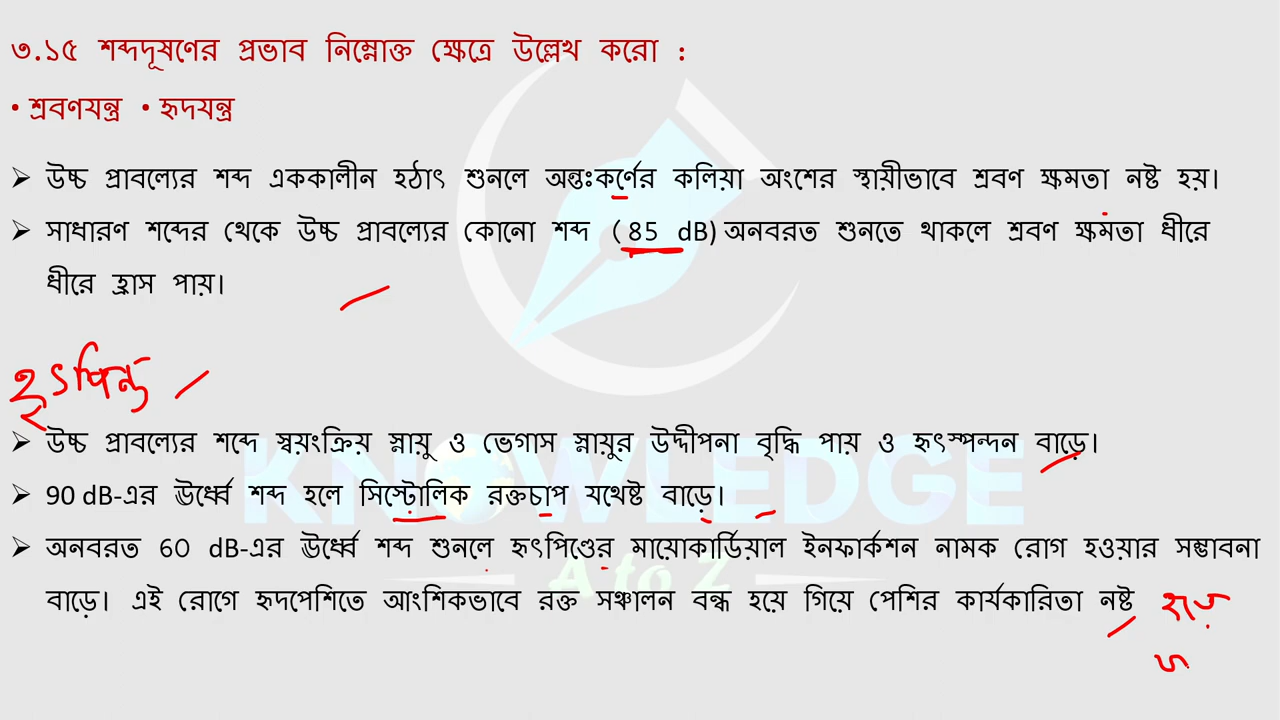 ৩.১৫ শব্দদূষণের প্রভাব নিম্নোক্ত ক্ষেত্রে উল্লেখ করো :
• শ্রবণযন্ত্র • হৃদযন্ত্র
➢ উচ্চ প্রাবল্যের শব্দ এককালীন হঠাৎ শুনলে অন্তঃকর্ণের কলিয়া অংশের স্থায়ীভাবে শ্রবণ ক্ষমতা নষ্ট হয়।
➢ সাধারণ শব্দের থেকে উচ্চ প্রাবল্যের কোনো শব্দ (85 dB) অনবরত শুনতে থাকলে শ্রবণ ক্ষমতা ধীরে
ধীরে হ্রাস পায়।
হৃৎপিন্ড
➢ উচ্চ প্রাবল্যের শব্দে স্বয়ংক্রিয় স্নায়ু ও ভেগাস স্নায়ুর উদ্দীপনা বৃদ্ধি পায় ও হৃৎস্পন্দন বাড়ে।
➢ 90 dB-এর ঊর্ধ্বে শব্দ হলে সিস্টোলিক রক্তচাপ যথেষ্ট বাড়ে।
➢ অনবরত 60 dB-এর ঊর্ধ্বে শব্দ শুনলে হৃৎপিণ্ডের মায়োকার্ডিয়াল ইনফার্কশন নামক রোগ হওয়ার সম্ভাবনা
বাড়ে। এই রোগে হৃদপেশিতে আংশিকভাবে রক্ত সঞ্চালন বন্ধ হয়ে গিয়ে পেশির কার্যকারিতা নষ্ট
KNOWLEDGE
A to Z